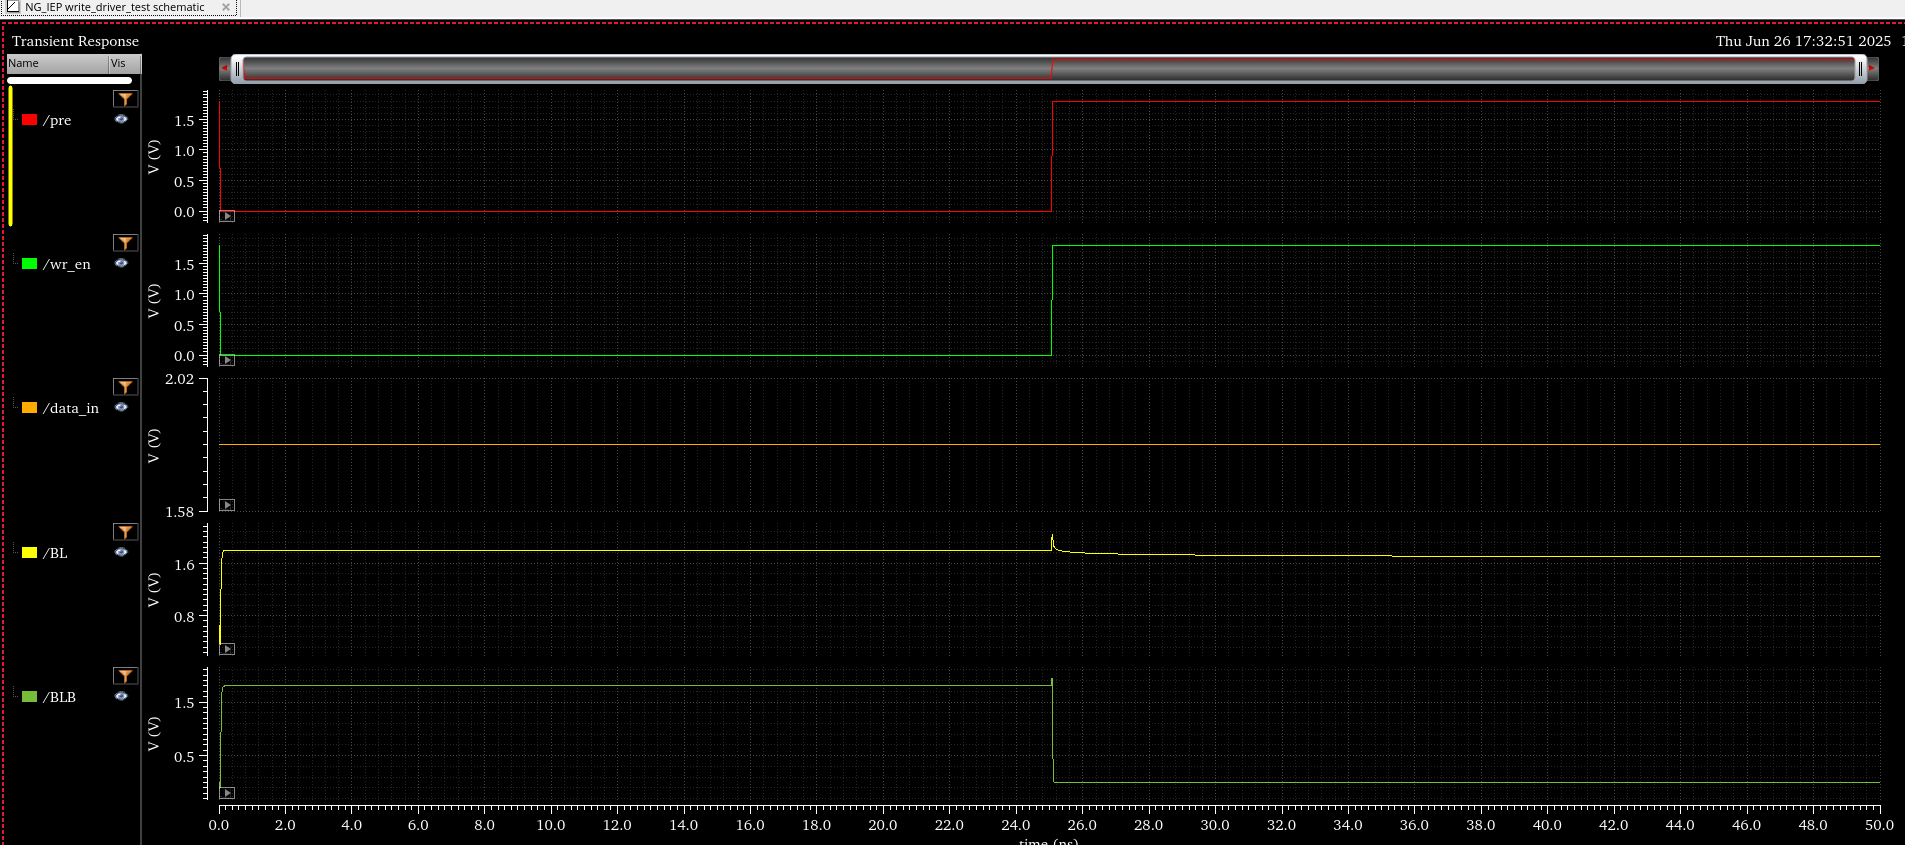 NG_IEP write_driver_test schematic
Transient Response
Thu Jun 26 17:32:51 2025
Name Vis
/pre
V (V)
1.5
1.0
0.5
0.0
/wr_en
V (V)
1.5
1.0
0.5
0.0
/data_in
V (V)
2.02
1.58
/BL
V (V)
1.6
0.8
/BLB
V (V)
1.5
0.5
0.0 2.0 4.0 6.0 8.0 10.0 12.0 14.0 16.0 18.0 20.0 22.0 24.0 26.0 28.0 30.0 32.0 34.0 36.0 38.0 40.0 42.0 44.0 46.0 48.0 50.0
time (ns)